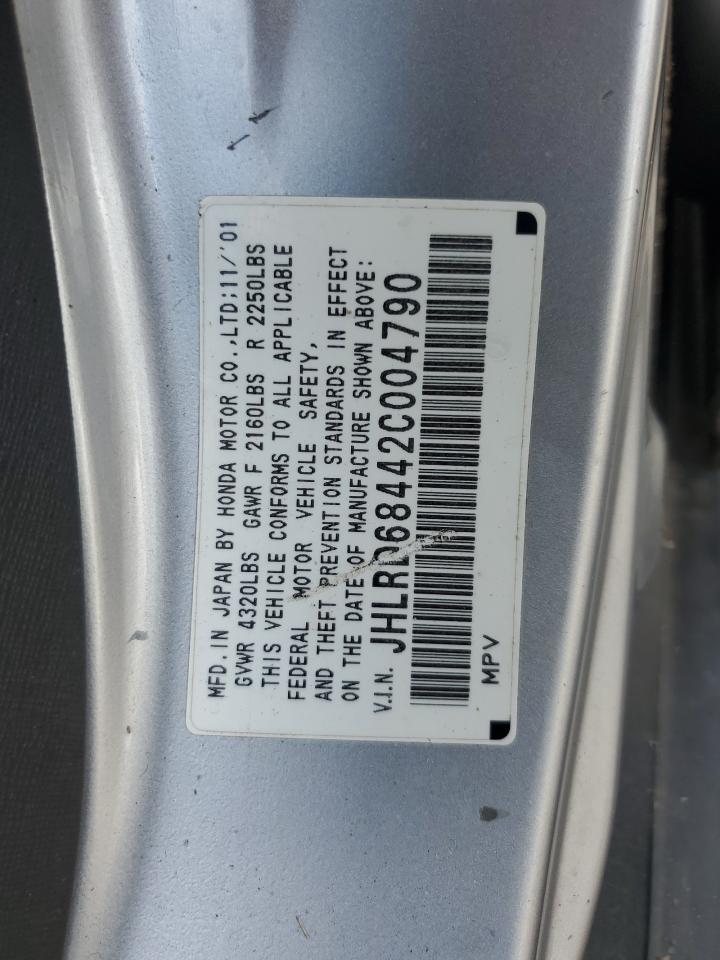 MFD.IN JAPAN BY HONDA MOTOR CO.,LTD:11/'01
GVWR 4320LBS GAWR F 2160LBS R 2250LBS
THIS VEHICLE CONFORMS TO ALL APPLICABLE
FEDERAL MOTOR VEHICLE SAFETY,
AND THEFT PREVENTION STANDARDS IN EFFECT
ON THE DATE OF MANUFACTURE SHOWN ABOVE:
V.I.N. JHLRD68442C004790
MPV